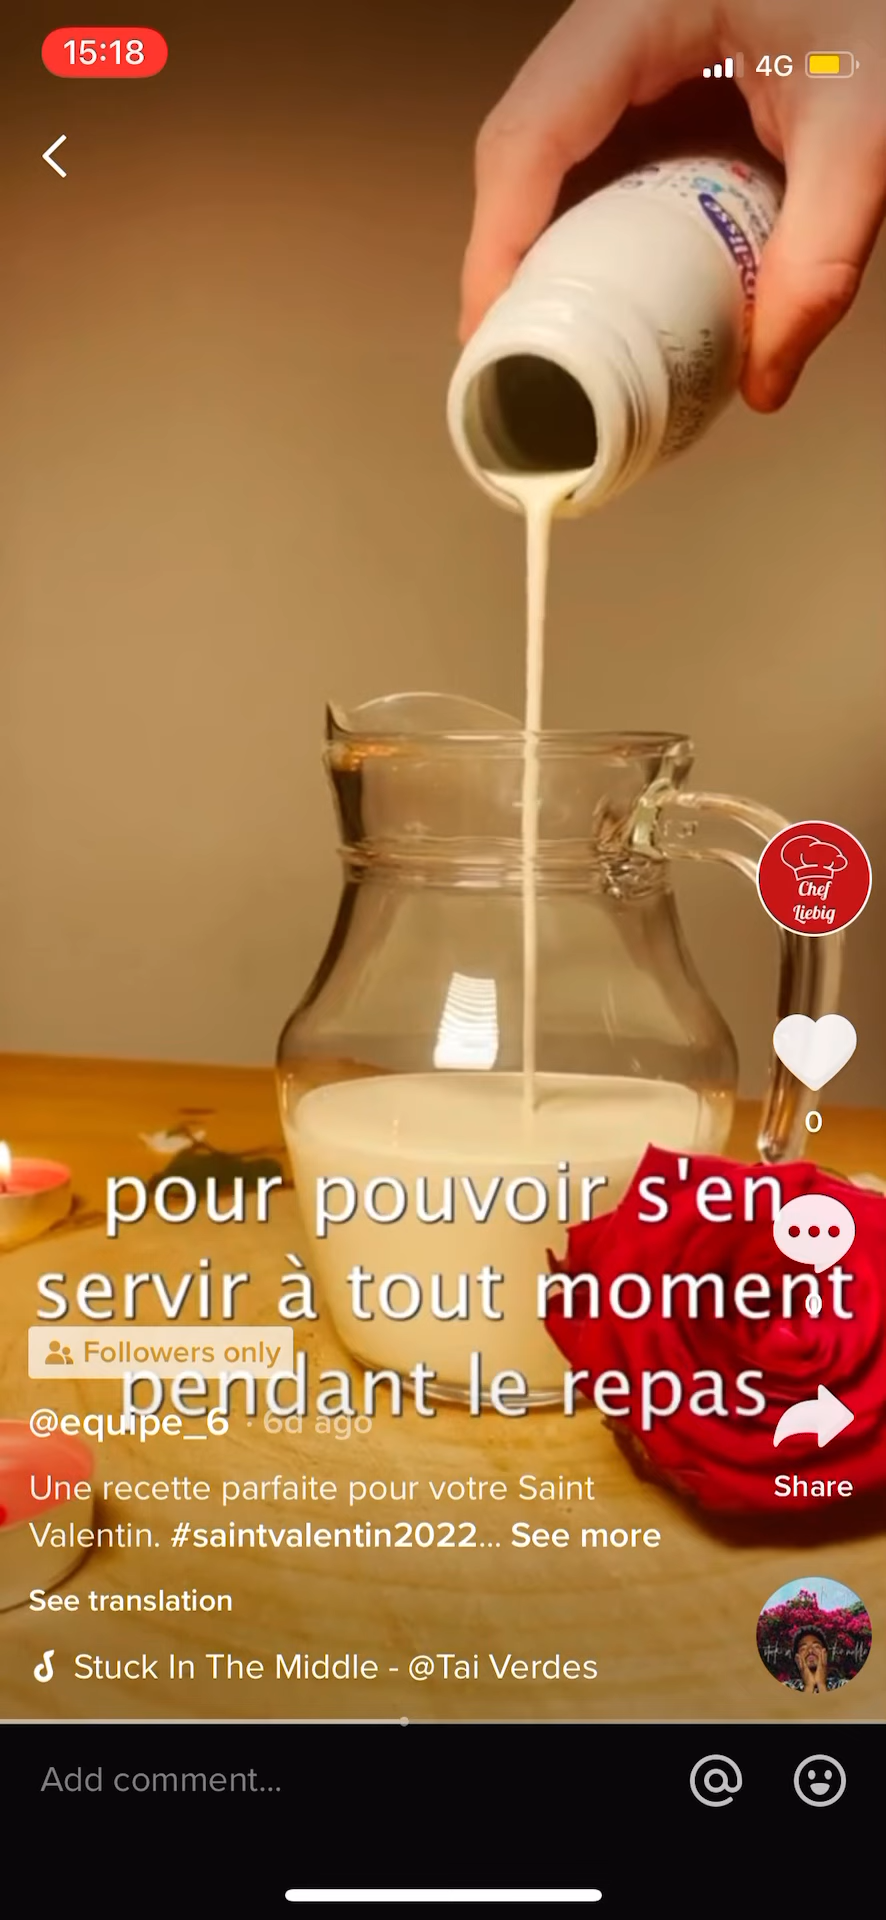 15:18
4G
Chef
Liebig
0
pour pouvoir s'en
servir à tout moment
0
Followers only
pendant le repas
@equipe_6 · 6d ago
Share
Une recette parfaite pour votre Saint
Valentin. #saintvalentin2022... See more
See translation
Stuck In The Middle - @Tai Verdes
Add comment...